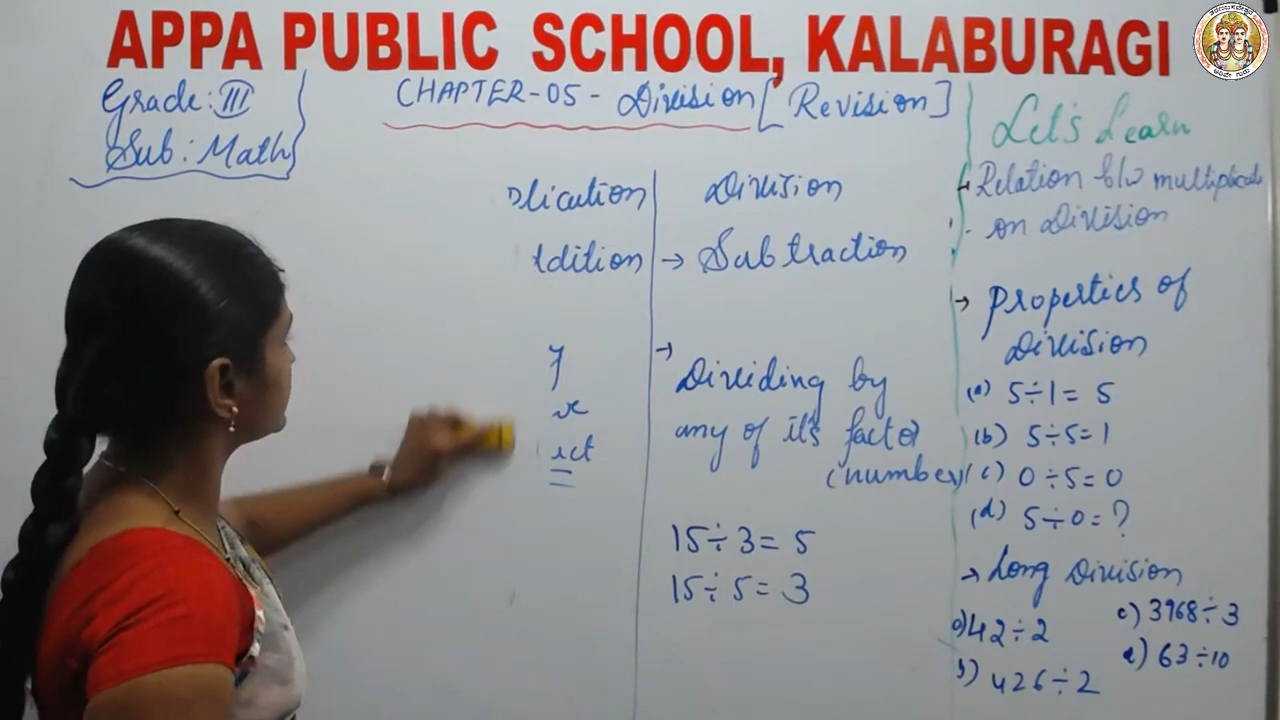 APPA PUBLIC SCHOOL, KALABURAGI
Grade: III
Sub: Math
CHAPTER-05 - Division [Revision]
plication
ddition
ict
Division
→ Subtraction
→ Dividing by
any of it's factor
(number)
15÷3= 5
15÷5= 3
Let's Learn
→ Relation b/w multiplicati
on Division
→ Properties of
Division
(a) 5÷1= 5
(b) 5÷5=1
(c) 0÷5=0
(d) 5÷0=?
→ Long Division
a) 42÷2
b) 426÷2
c) 3968÷3
e) 63÷10